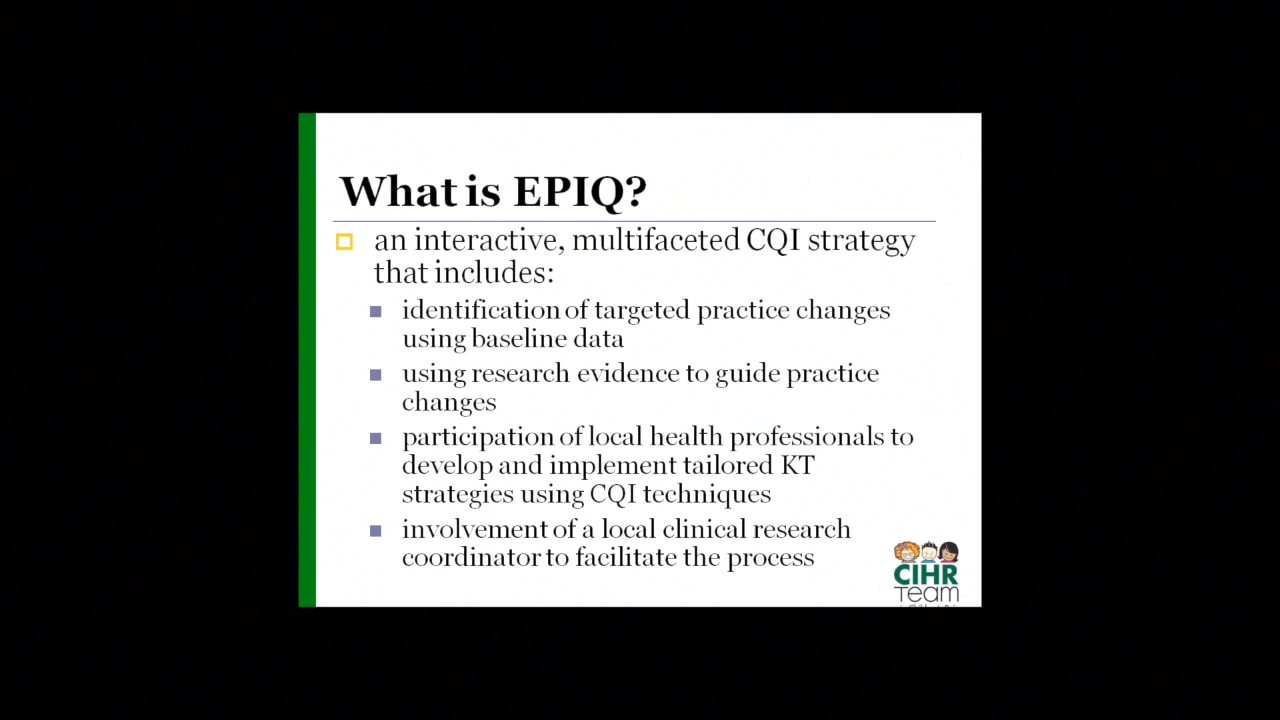 What is EPIQ?
an interactive, multifaceted CQI strategy
that includes:
identification of targeted practice changes
using baseline data
using research evidence to guide practice
changes
participation of local health professionals to
develop and implement tailored KT
strategies using CQI techniques
involvement of a local clinical research
coordinator to facilitate the process
CIHR
Team